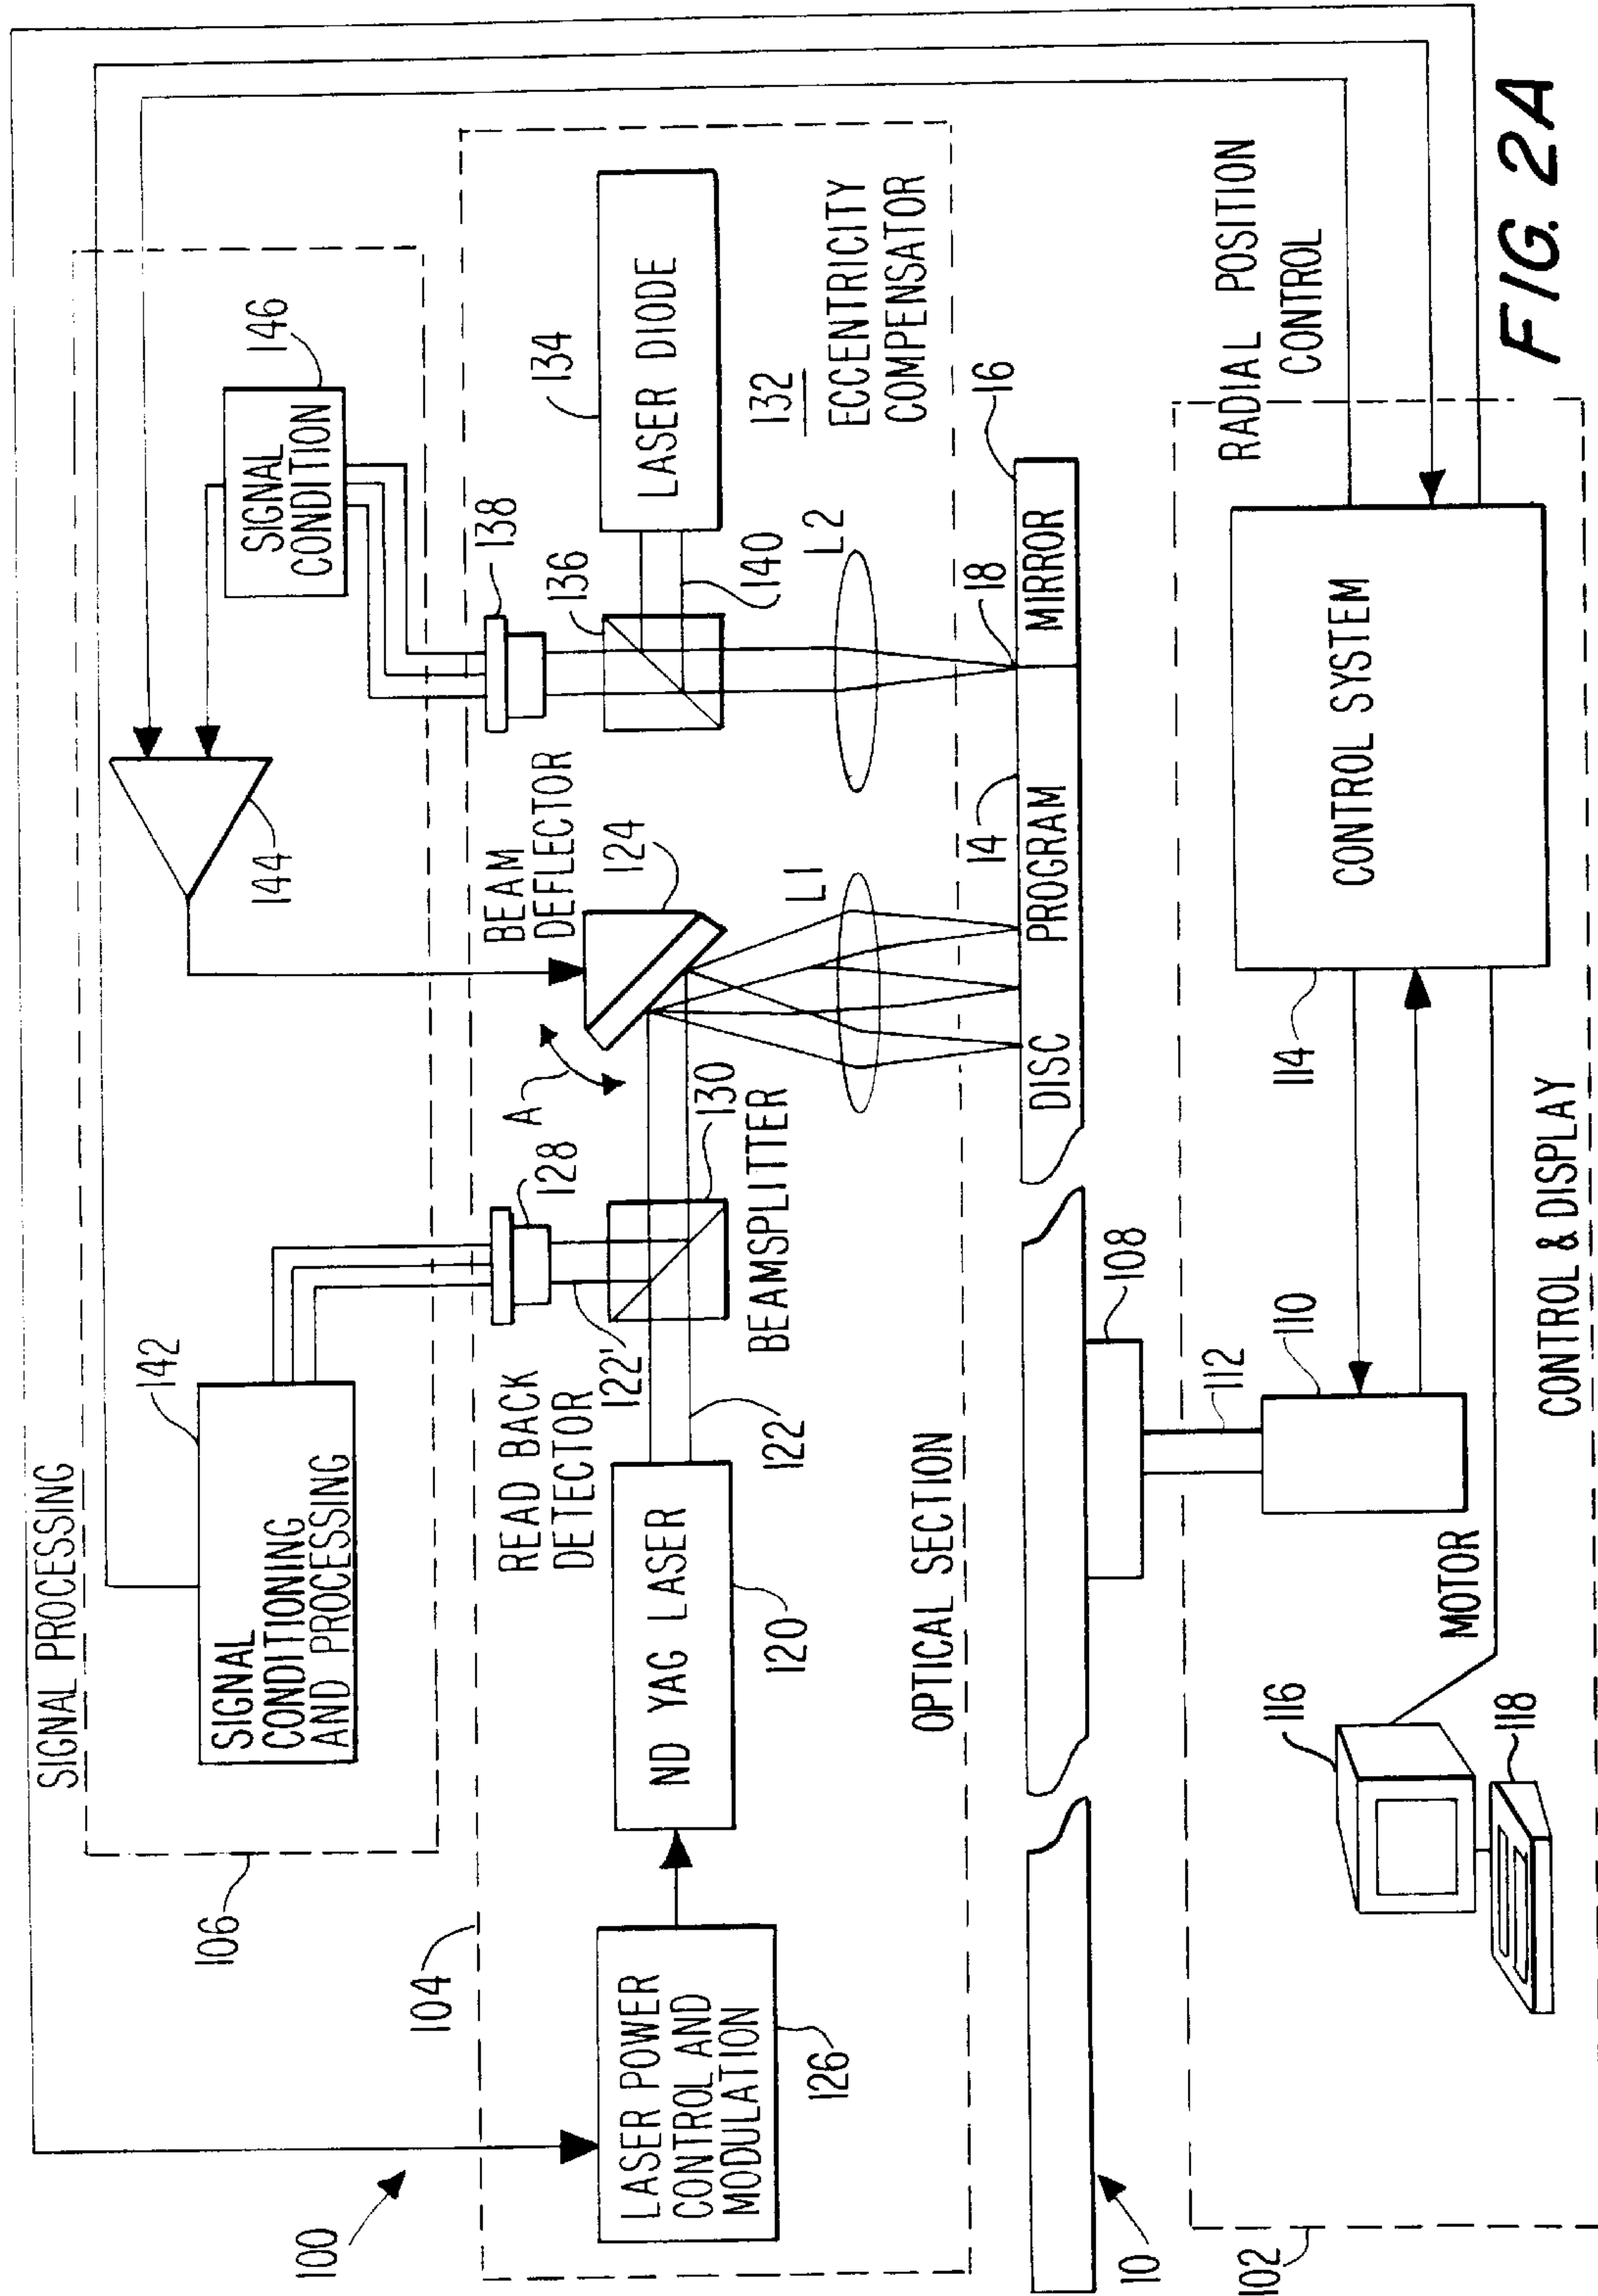 SIGNAL PROCESSING
106
142
SIGNAL
CONDITIONING
AND PROCESSING
144
146
SIGNAL
CONDITION
100
104
LASER POWER
CONTROL AND
MODULATION
126
ND YAG LASER
120
READ BACK
DETECTOR
122'
122
128
130
BEAMSPLITTER
A
BEAM
DEFLECTOR
124
L1
138
136
140
L2
134
LASER DIODE
132
ECCENTRICITY
COMPENSATOR
OPTICAL SECTION
10
108
DISC
PROGRAM
14
18
MIRROR
16
102
116
118
MOTOR
112
110
CONTROL & DISPLAY
114
CONTROL SYSTEM
RADIAL POSITION
CONTROL
FIG. 2A